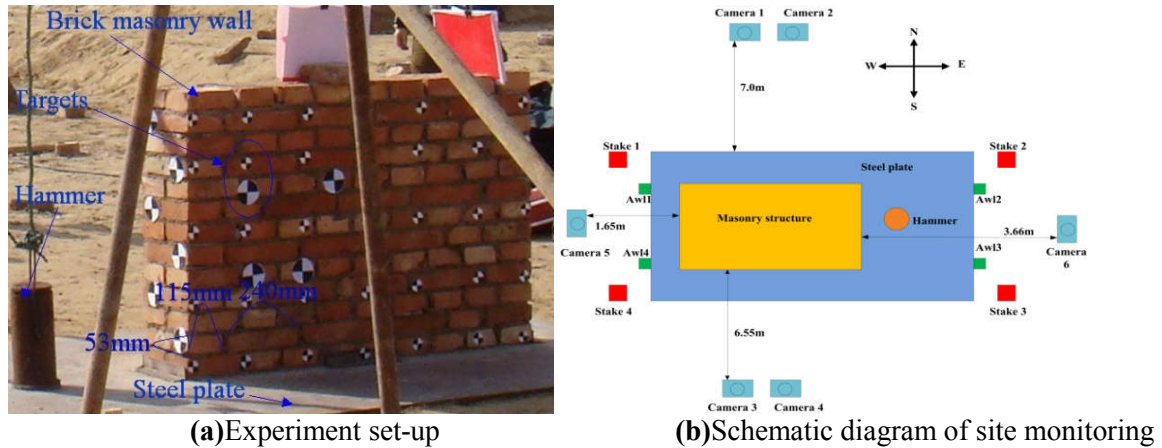 Brick masonry wall
Targets
Hammer
115mm 240mm
53mm
Steel plate
(a)Experiment set-up
Camera 1 Camera 2
N
W E
S
7.0m
Stake 1 Stake 2
Steel plate
Awl1 Awl2
Masonry structure
Hammer
1.65m 3.66m
Camera 5 Camera 6
Awl4 Awl3
Stake 4 Stake 3
6.55m
Camera 3 Camera 4
(b)Schematic diagram of site monitoring